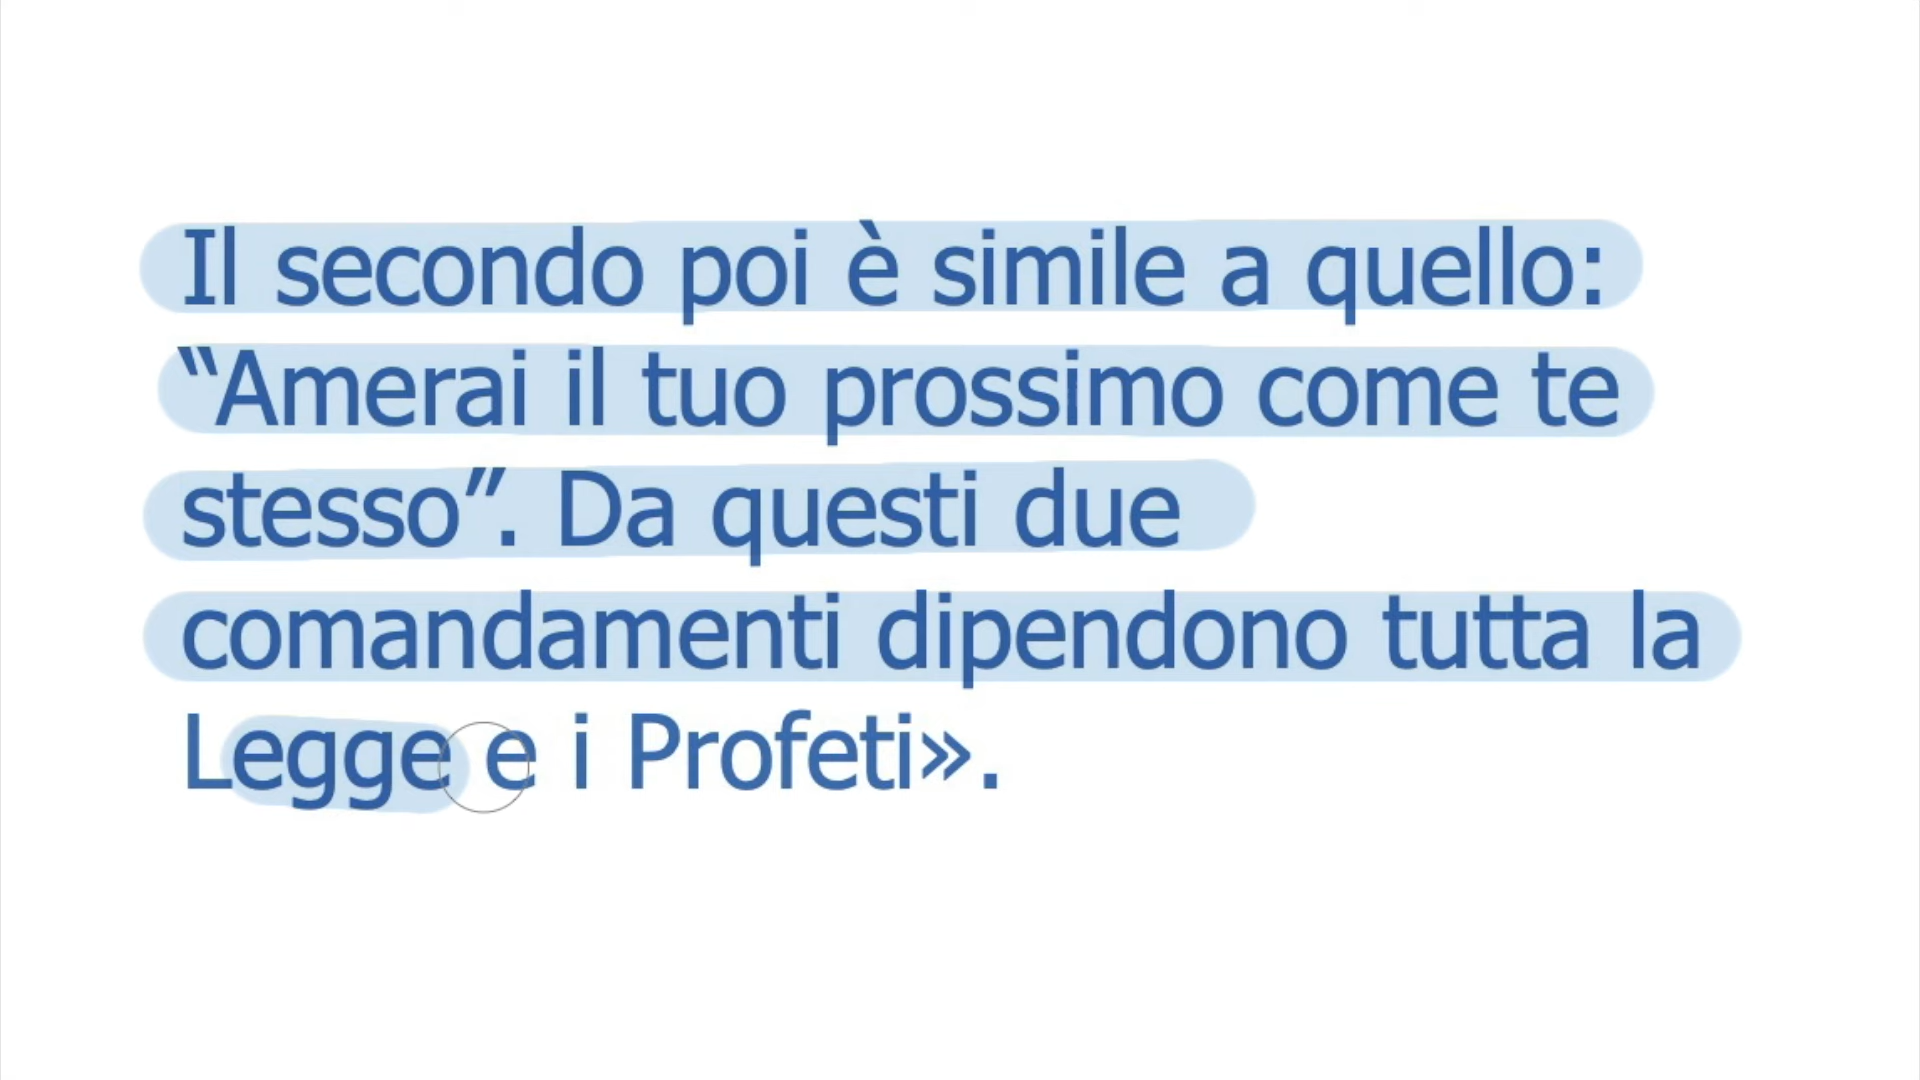 Il secondo poi è simile a quello:
“Amerai il tuo prossimo come te
stesso”. Da questi due
comandamenti dipendono tutta la
Legge e i Profeti».